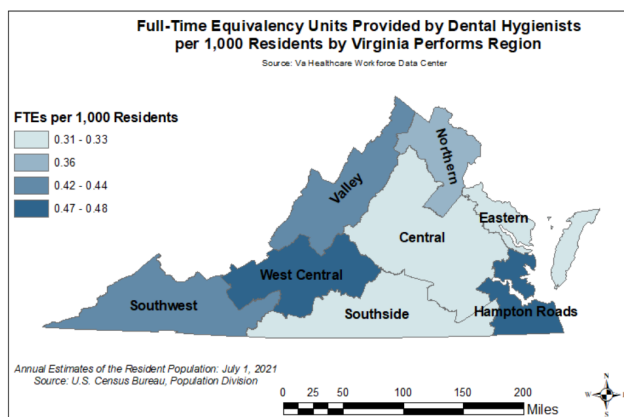 Full-Time Equivalency Units Provided by Dental Hygienists
per 1,000 Residents by Virginia Performs Region
Source: Va Healthcare Workforce Data Center
FTEs per 1,000 Residents
0.31 - 0.33
0.36
0.42 - 0.44
0.47 - 0.48
Northern
Valley
Eastern
Central
West Central
Southwest
Southside
Hampton Roads
Annual Estimates of the Resident Population: July 1, 2021
Source: U.S. Census Bureau, Population Division
0 25 50 100 150 200
Miles
N
W E
S